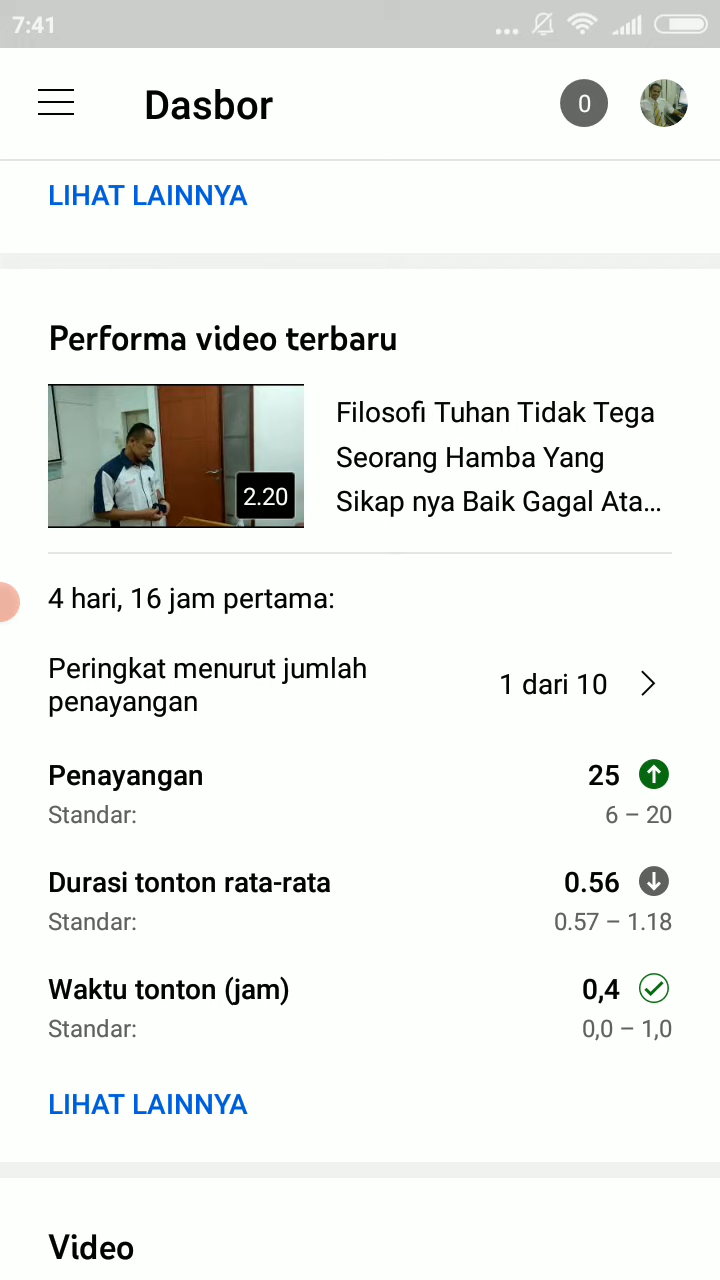 7:41
Dasbor
0
LIHAT LAINNYA
Performa video terbaru
2.20
Filosofi Tuhan Tidak Tega
Seorang Hamba Yang
Sikap nya Baik Gagal Ata...
4 hari, 16 jam pertama:
Peringkat menurut jumlah
penayangan
1 dari 10
Penayangan 25
Standar: 6 – 20
Durasi tonton rata-rata 0.56
Standar: 0.57 – 1.18
Waktu tonton (jam) 0,4
Standar: 0,0 – 1,0
LIHAT LAINNYA
Video